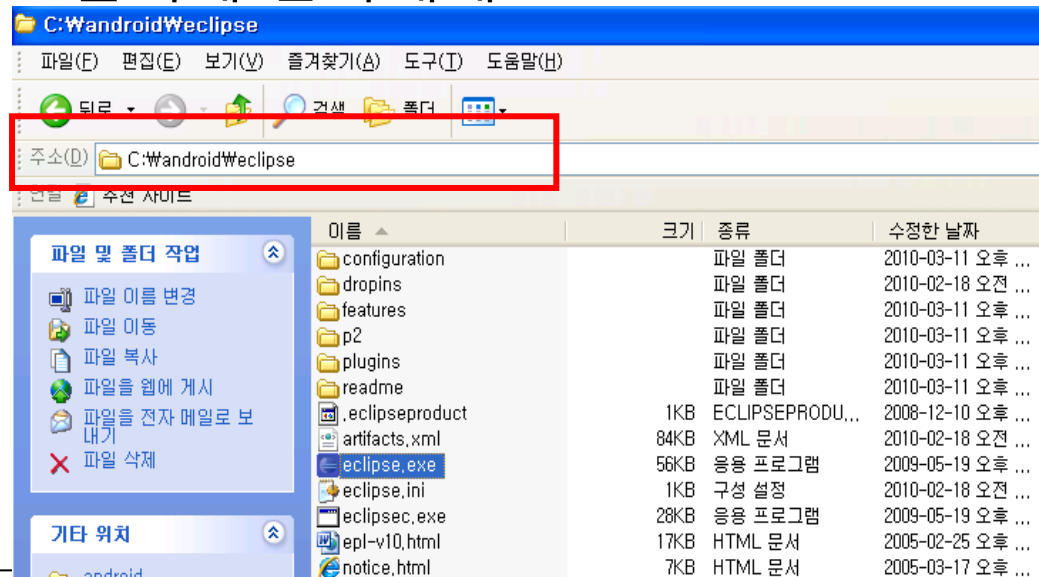 C:₩android₩eclipse
파일(F) 편집(E) 보기(V) 즐겨찾기(A) 도구(T) 도움말(H)
뒤로 검색 폴더
주소(D) C:₩android₩eclipse
연결 추천 사이트
파일 및 폴더 작업
파일 이름 변경
파일 이동
파일 복사
파일을 웹에 게시
파일을 전자 메일로 보
내기
파일 삭제
기타 위치
android
이름 크기 종류 수정한 날짜
configuration 파일 폴더 2010-03-11 오후 ...
dropins 파일 폴더 2010-02-18 오전 ...
features 파일 폴더 2010-03-11 오후 ...
p2 파일 폴더 2010-03-11 오후 ...
plugins 파일 폴더 2010-03-11 오후 ...
readme 파일 폴더 2010-03-11 오후 ...
.eclipseproduct 1KB ECLIPSEPRODU... 2008-12-10 오후 ...
artifacts.xml 84KB XML 문서 2010-02-18 오전 ...
eclipse.exe 56KB 응용 프로그램 2009-05-19 오후 ...
eclipse.ini 1KB 구성 설정 2010-02-18 오전 ...
eclipsec.exe 28KB 응용 프로그램 2009-05-19 오후 ...
epl-v10.html 17KB HTML 문서 2005-02-25 오후 ...
notice.html 7KB HTML 문서 2005-03-17 오후 ...